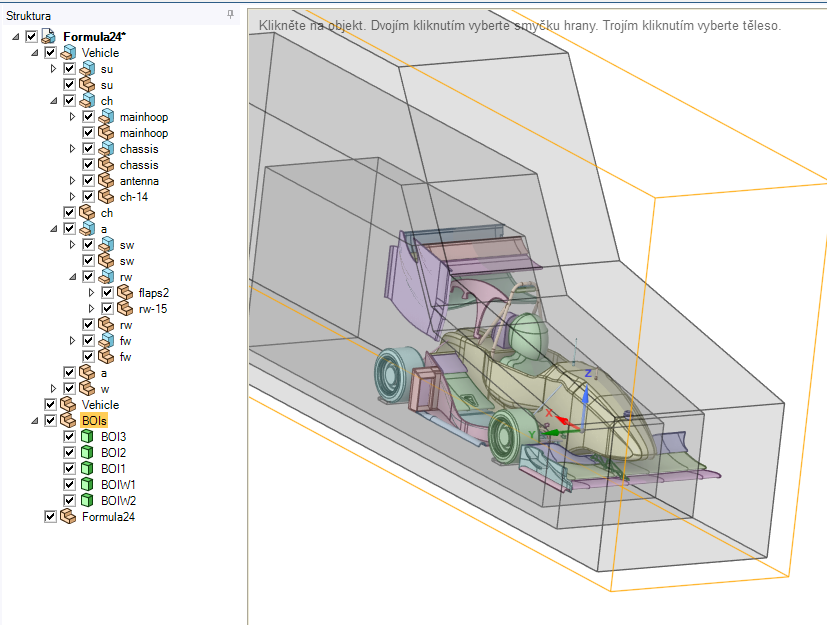 Struktura
Klikněte na objekt. Dvojím kliknutím vyberte smyčku hrany. Trojím kliknutím vyberte těleso.
Formula24*
Vehicle
su
su
ch
mainhoop
mainhoop
chassis
chassis
antenna
ch-14
ch
a
sw
sw
rw
flaps2
rw-15
rw
fw
fw
a
w
Vehicle
BOIs
BOI3
BOI2
BOI1
BOIW1
BOIW2
Formula24
Z
X
Y